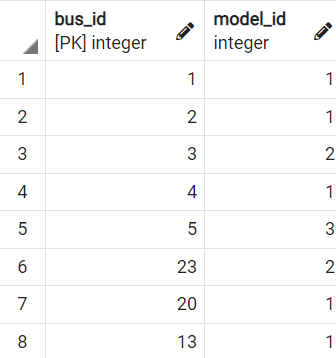 bus_id model_id
[PK] integer integer
1 1 1
2 2 1
3 3 2
4 4 1
5 5 3
6 23 2
7 20 1
8 13 1